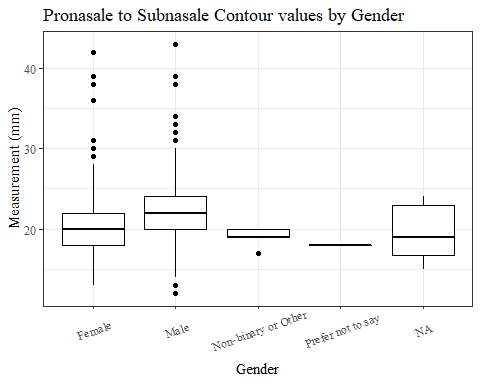 Pronasale to Subnasale Contour values by Gender
Measurement (mm)
40
30
20
Female
Male
Non-binary or Other
Prefer not to say
NA
Gender